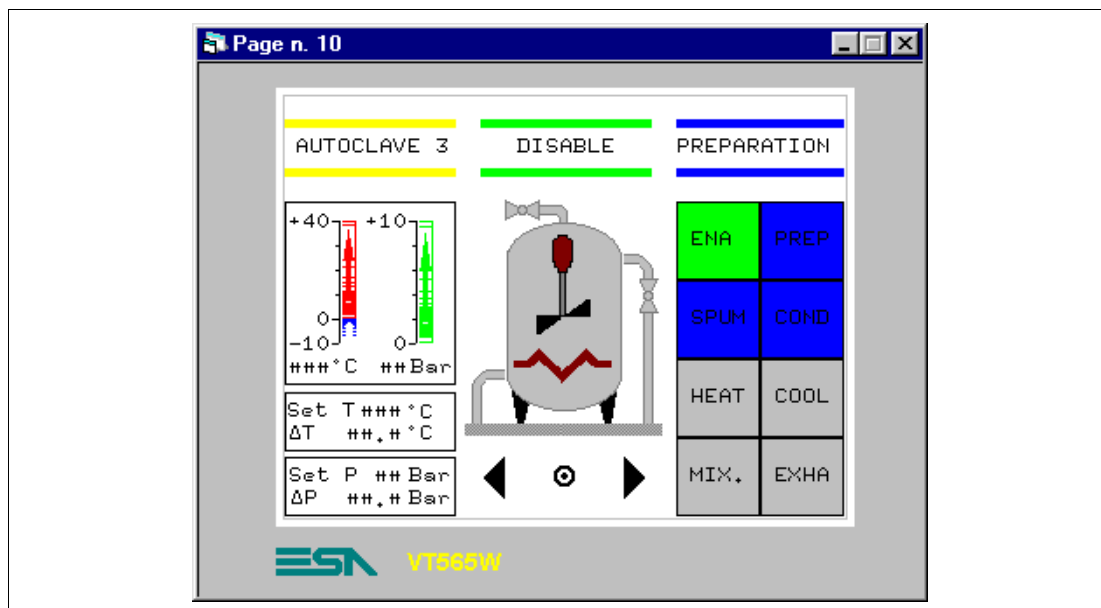 Page n. 10
AUTOCLAVE 3 DISABLE PREPARATION
+40 +10
0
-10 0
###°C ##Bar
Set T###°C
ΔT ##.#°C
Set P ##Bar
ΔP ##.#Bar
ENA PREP
SPUM COND
HEAT COOL
MIX. EXHA
ESA VT565W